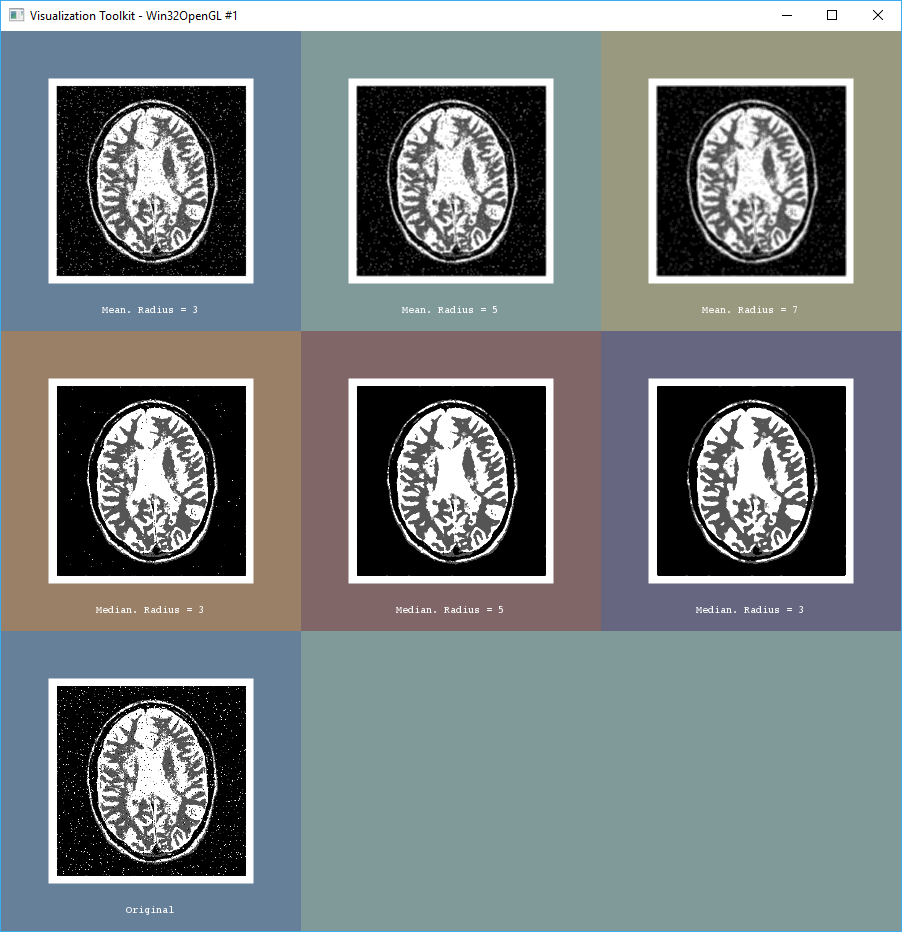 Visualization Toolkit - Win32OpenGL #1
Mean. Radius = 3
Mean. Radius = 5
Mean. Radius = 7
Median. Radius = 3
Median. Radius = 5
Median. Radius = 3
Original